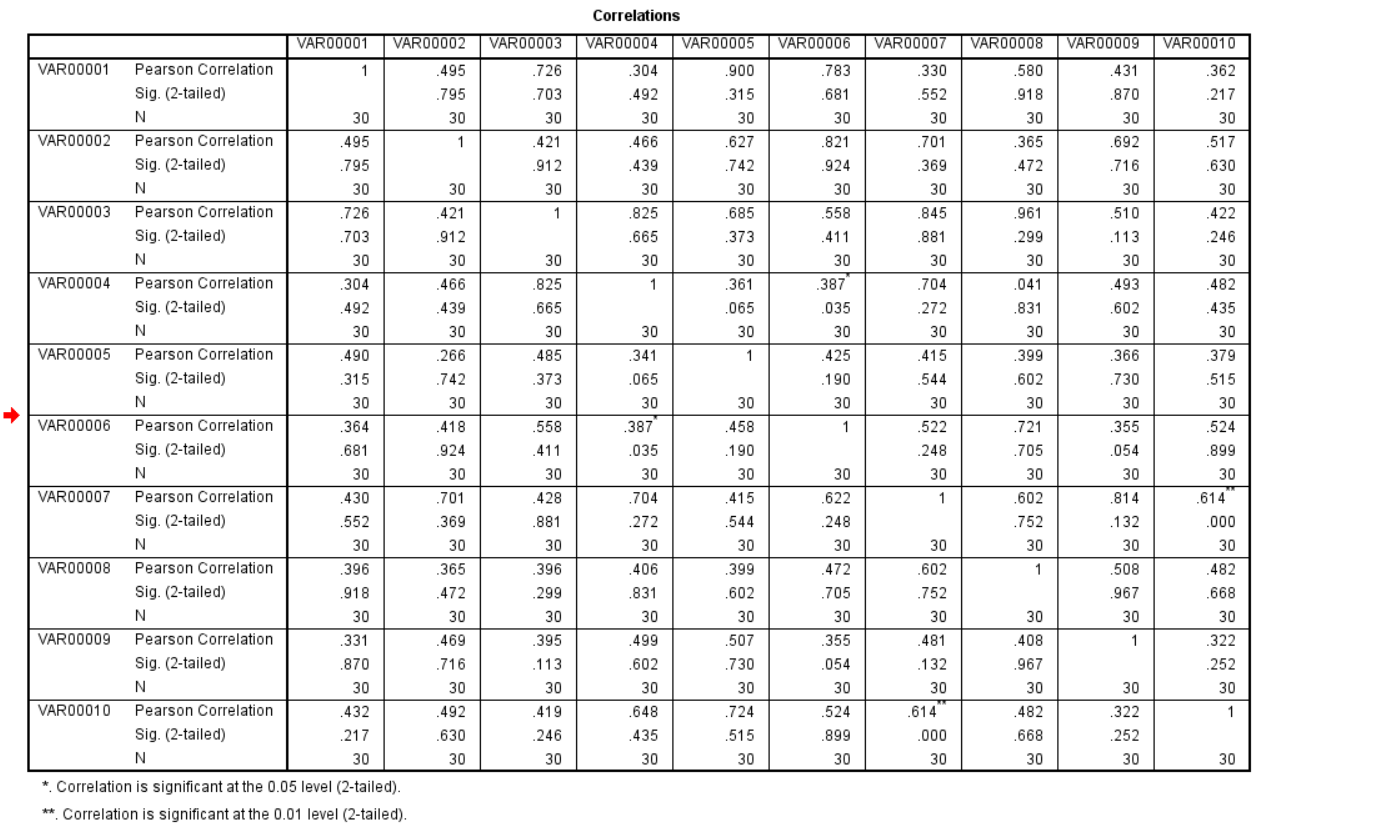 Correlations
VAR00001 VAR00002 VAR00003 VAR00004 VAR00005 VAR00006 VAR00007 VAR00008 VAR00009 VAR00010
VAR00001 Pearson Correlation 1 .495 .726 .304 .900 .783 .330 .580 .431 .362
Sig. (2-tailed) .795 .703 .492 .315 .681 .552 .918 .870 .217
N 30 30 30 30 30 30 30 30 30 30
VAR00002 Pearson Correlation .495 1 .421 .466 .627 .821 .701 .365 .692 .517
Sig. (2-tailed) .795 .912 .439 .742 .924 .369 .472 .716 .630
N 30 30 30 30 30 30 30 30 30 30
VAR00003 Pearson Correlation .726 .421 1 .825 .685 .558 .845 .961 .510 .422
Sig. (2-tailed) .703 .912 .665 .373 .411 .881 .299 .113 .246
N 30 30 30 30 30 30 30 30 30 30
VAR00004 Pearson Correlation .304 .466 .825 1 .361 .387* .704 .041 .493 .482
Sig. (2-tailed) .492 .439 .665 .065 .035 .272 .831 .602 .435
N 30 30 30 30 30 30 30 30 30 30
VAR00005 Pearson Correlation .490 .266 .485 .341 1 .425 .415 .399 .366 .379
Sig. (2-tailed) .315 .742 .373 .065 .190 .544 .602 .730 .515
N 30 30 30 30 30 30 30 30 30 30
VAR00006 Pearson Correlation .364 .418 .558 .387* .458 1 .522 .721 .355 .524
Sig. (2-tailed) .681 .924 .411 .035 .190 .248 .705 .054 .899
N 30 30 30 30 30 30 30 30 30 30
VAR00007 Pearson Correlation .430 .701 .428 .704 .415 .622 1 .602 .814 .614**
Sig. (2-tailed) .552 .369 .881 .272 .544 .248 .752 .132 .000
N 30 30 30 30 30 30 30 30 30 30
VAR00008 Pearson Correlation .396 .365 .396 .406 .399 .472 .602 1 .508 .482
Sig. (2-tailed) .918 .472 .299 .831 .602 .705 .752 .967 .668
N 30 30 30 30 30 30 30 30 30 30
VAR00009 Pearson Correlation .331 .469 .395 .499 .507 .355 .481 .408 1 .322
Sig. (2-tailed) .870 .716 .113 .602 .730 .054 .132 .967 .252
N 30 30 30 30 30 30 30 30 30 30
VAR00010 Pearson Correlation .432 .492 .419 .648 .724 .524 .614** .482 .322 1
Sig. (2-tailed) .217 .630 .246 .435 .515 .899 .000 .668 .252
N 30 30 30 30 30 30 30 30 30 30
*. Correlation is significant at the 0.05 level (2-tailed).
**. Correlation is significant at the 0.01 level (2-tailed).